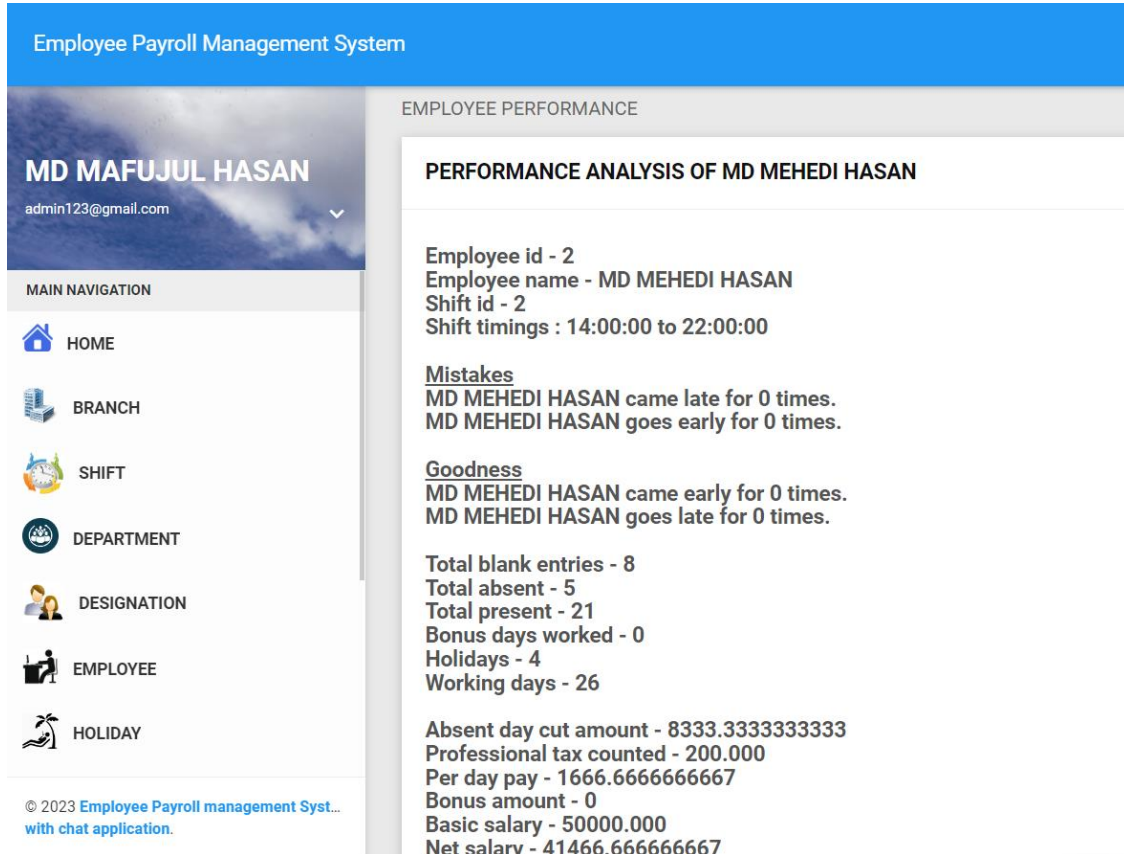 Employee Payroll Management System
MD MAFUJUL HASAN
admin123@gmail.com
MAIN NAVIGATION
HOME
BRANCH
SHIFT
DEPARTMENT
DESIGNATION
EMPLOYEE
HOLIDAY
© 2023 Employee Payroll management Syst...
with chat application.
EMPLOYEE PERFORMANCE
PERFORMANCE ANALYSIS OF MD MEHEDI HASAN
Employee id - 2
Employee name - MD MEHEDI HASAN
Shift id - 2
Shift timings : 14:00:00 to 22:00:00
Mistakes
MD MEHEDI HASAN came late for 0 times.
MD MEHEDI HASAN goes early for 0 times.
Goodness
MD MEHEDI HASAN came early for 0 times.
MD MEHEDI HASAN goes late for 0 times.
Total blank entries - 8
Total absent - 5
Total present - 21
Bonus days worked - 0
Holidays - 4
Working days - 26
Absent day cut amount - 8333.3333333333
Professional tax counted - 200.000
Per day pay - 1666.6666666667
Bonus amount - 0
Basic salary - 50000.000
Net salary - 41466.666666667